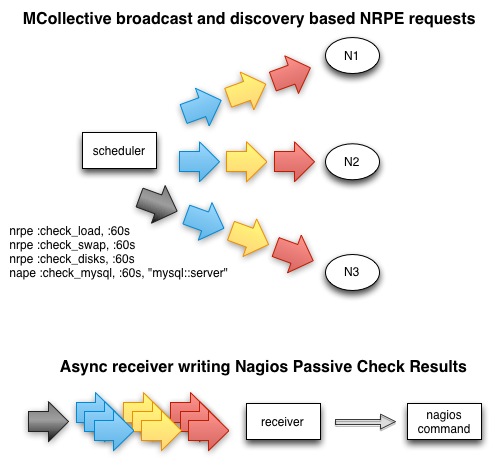 MCollective broadcast and discovery based NRPE requests
N1
scheduler
N2
nrpe :check_load, :60s
nrpe :check_swap, :60s
nrpe :check_disks, :60s
nape :check_mysql, :60s, "mysql::server"
N3
Async receiver writing Nagios Passive Check Results
receiver
nagios
command